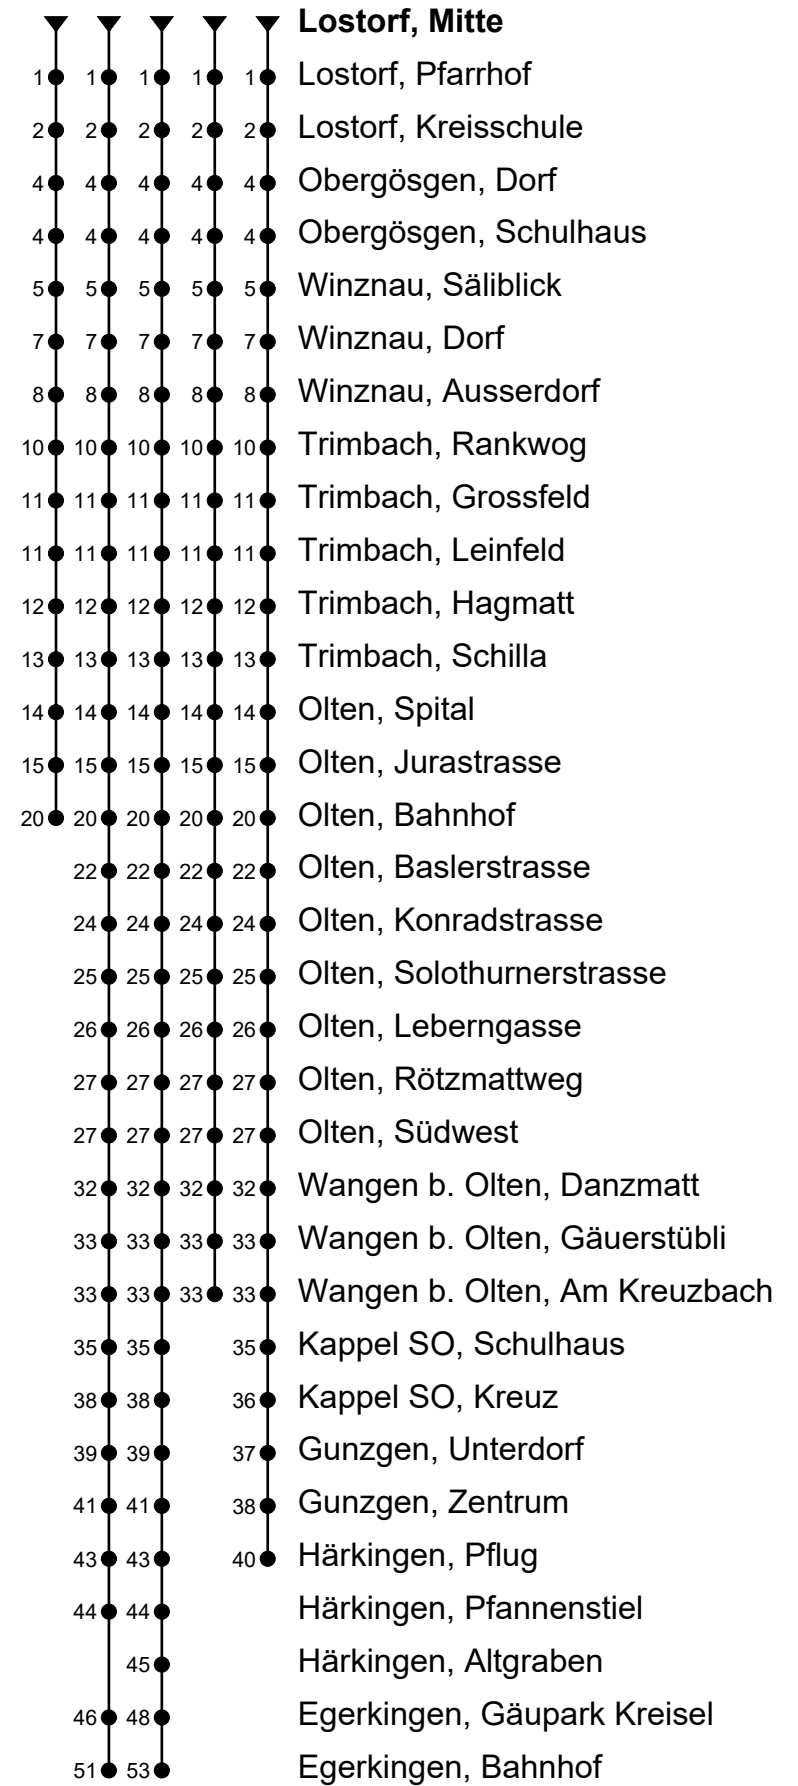 Lostorf, Mitte
1 1 1 1 1 Lostorf, Pfarrhof
2 2 2 2 2 Lostorf, Kreisschule
4 4 4 4 4 Obergösgen, Dorf
4 4 4 4 4 Obergösgen, Schulhaus
5 5 5 5 5 Winznau, Säliblick
7 7 7 7 7 Winznau, Dorf
8 8 8 8 8 Winznau, Ausserdorf
10 10 10 10 10 Trimbach, Rankwog
11 11 11 11 11 Trimbach, Grossfeld
11 11 11 11 11 Trimbach, Leinfeld
12 12 12 12 12 Trimbach, Hagmatt
13 13 13 13 13 Trimbach, Schilla
14 14 14 14 14 Olten, Spital
15 15 15 15 15 Olten, Jurastrasse
20 20 20 20 20 Olten, Bahnhof
22 22 22 22 Olten, Baslerstrasse
24 24 24 24 Olten, Konradstrasse
25 25 25 25 Olten, Solothurnerstrasse
26 26 26 26 Olten, Leberngasse
27 27 27 27 Olten, Rötzmattweg
27 27 27 27 Olten, Südwest
32 32 32 32 Wangen b. Olten, Danzmatt
33 33 33 33 Wangen b. Olten, Gäuerstübli
33 33 33 33 Wangen b. Olten, Am Kreuzbach
35 35 35 Kappel SO, Schulhaus
38 38 36 Kappel SO, Kreuz
39 39 37 Gunzgen, Unterdorf
41 41 38 Gunzgen, Zentrum
43 43 40 Härkingen, Pflug
44 44 Härkingen, Pfannenstiel
45 Härkingen, Altgraben
46 48 Egerkingen, Gäupark Kreisel
51 53 Egerkingen, Bahnhof